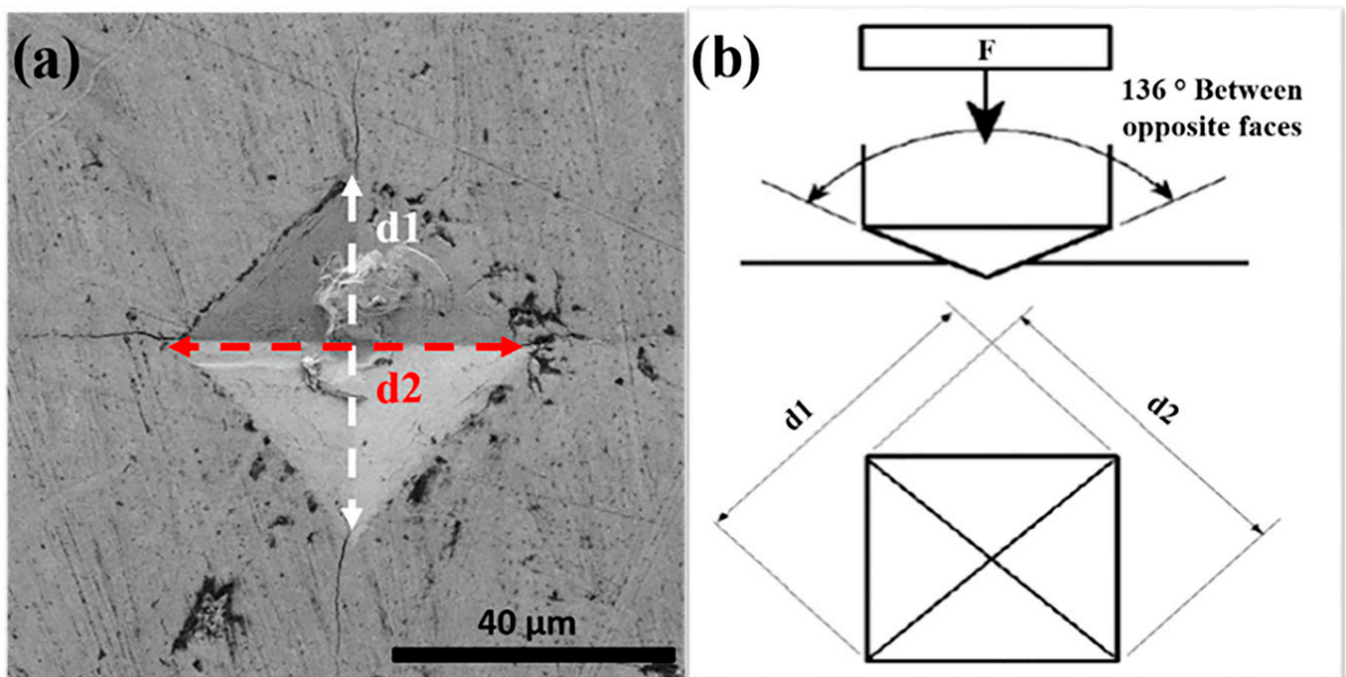 (a)
d1
d2
40 μm
(b)
F
136 ° Between
opposite faces
d1
d2